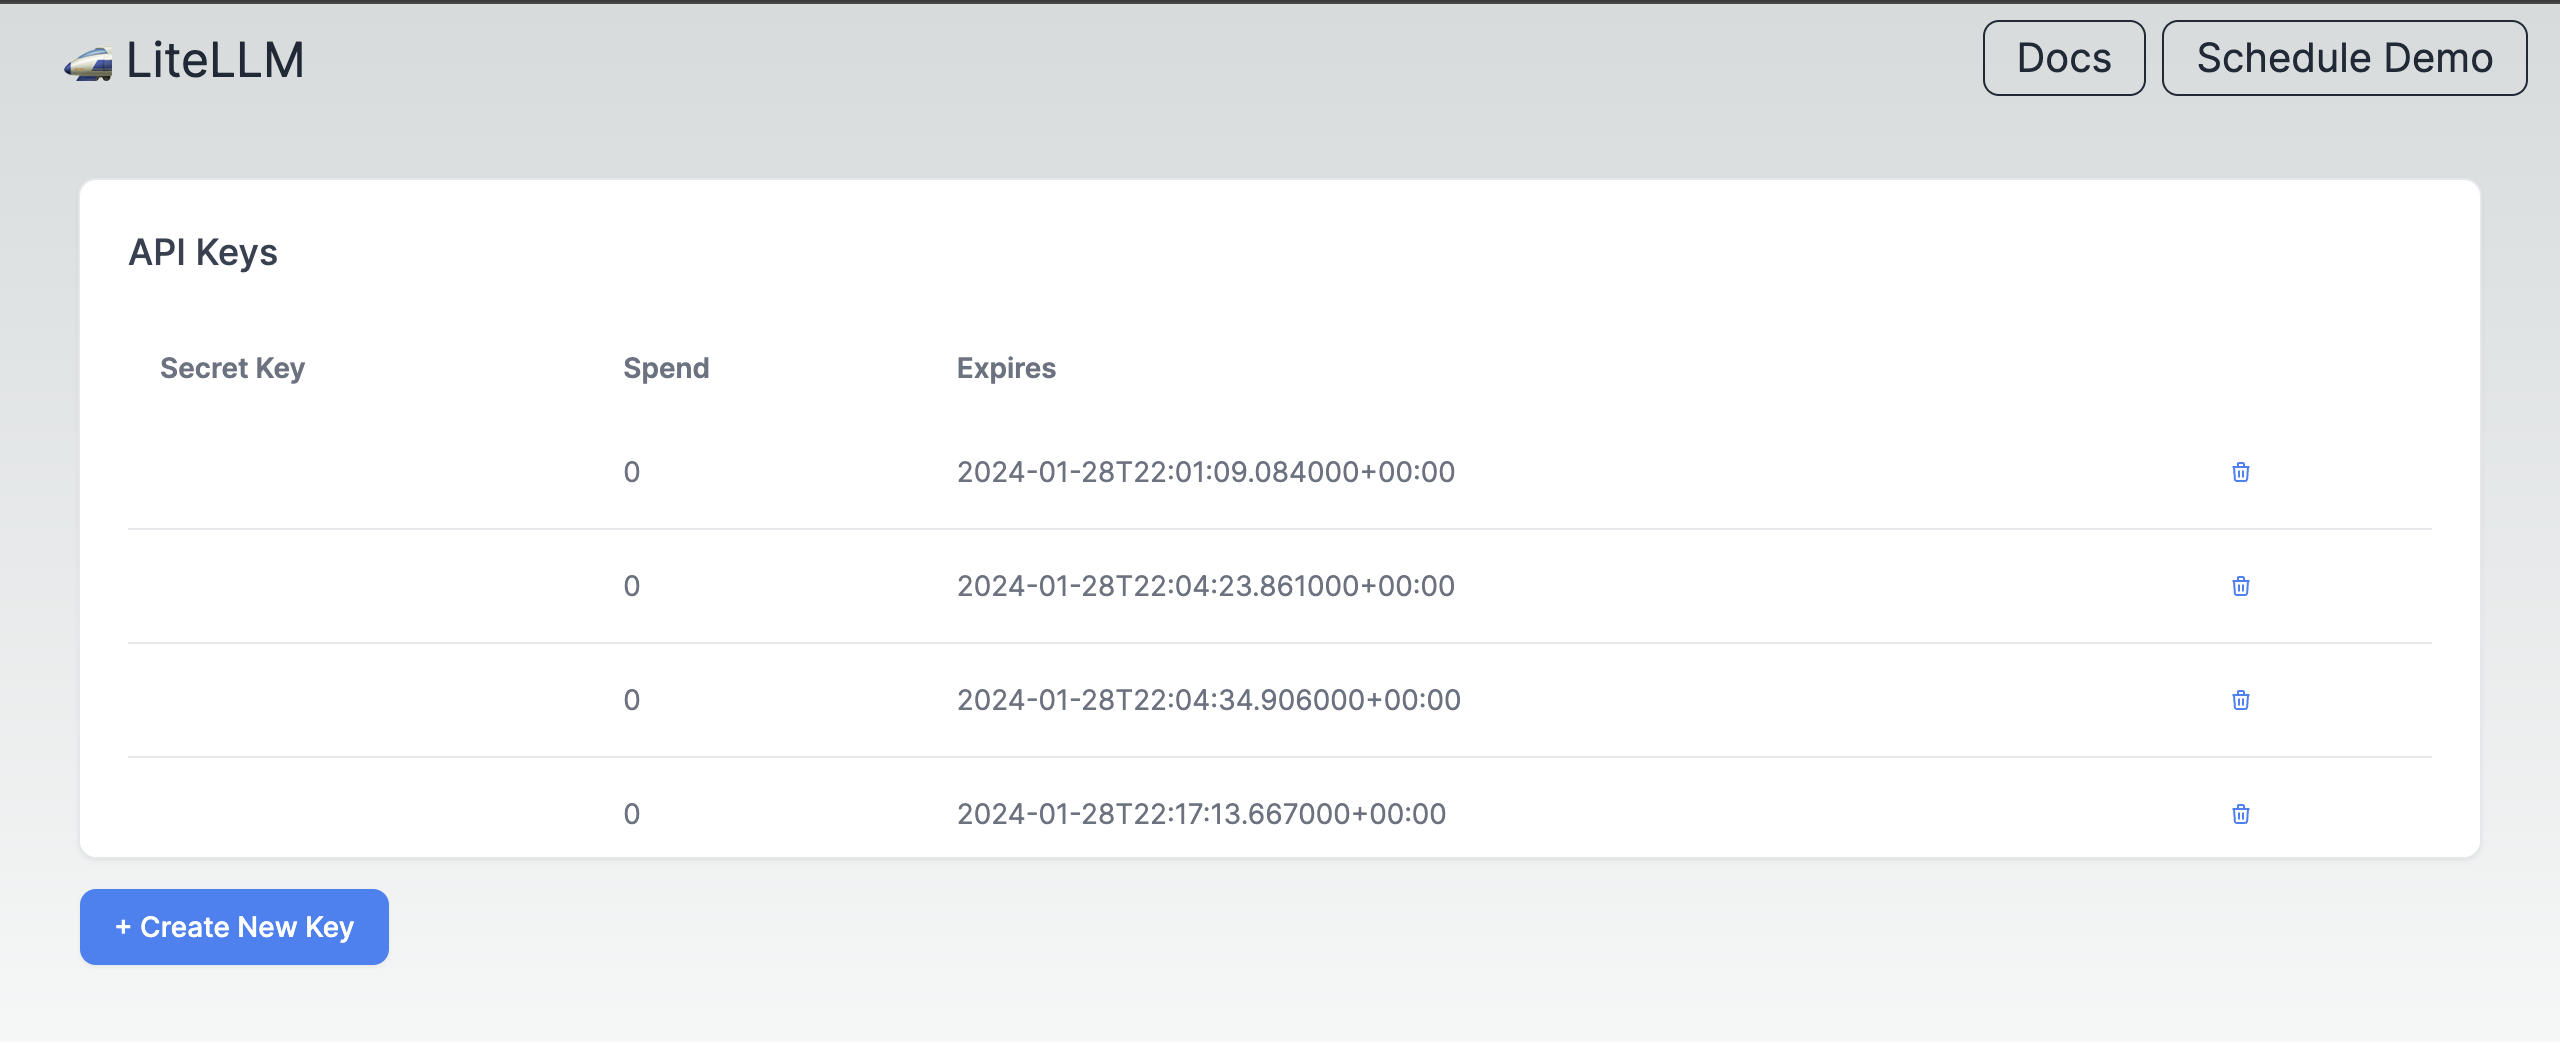 🚅 LiteLLM
Docs
Schedule Demo
API Keys
Secret Key Spend Expires
0 2024-01-28T22:01:09.084000+00:00
0 2024-01-28T22:04:23.861000+00:00
0 2024-01-28T22:04:34.906000+00:00
0 2024-01-28T22:17:13.667000+00:00
+ Create New Key